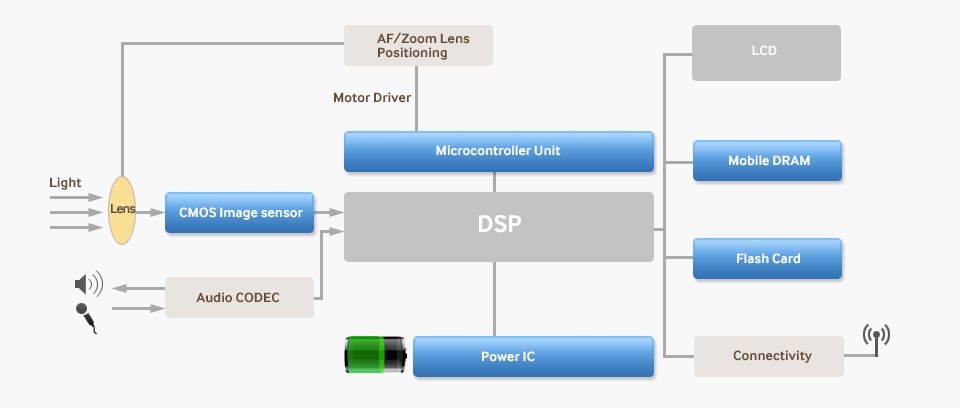 AF/Zoom Lens
Positioning
LCD
Motor Driver
Microcontroller Unit
Mobile DRAM
Light
Lens
CMOS Image sensor
DSP
Flash Card
Audio CODEC
Power IC
Connectivity